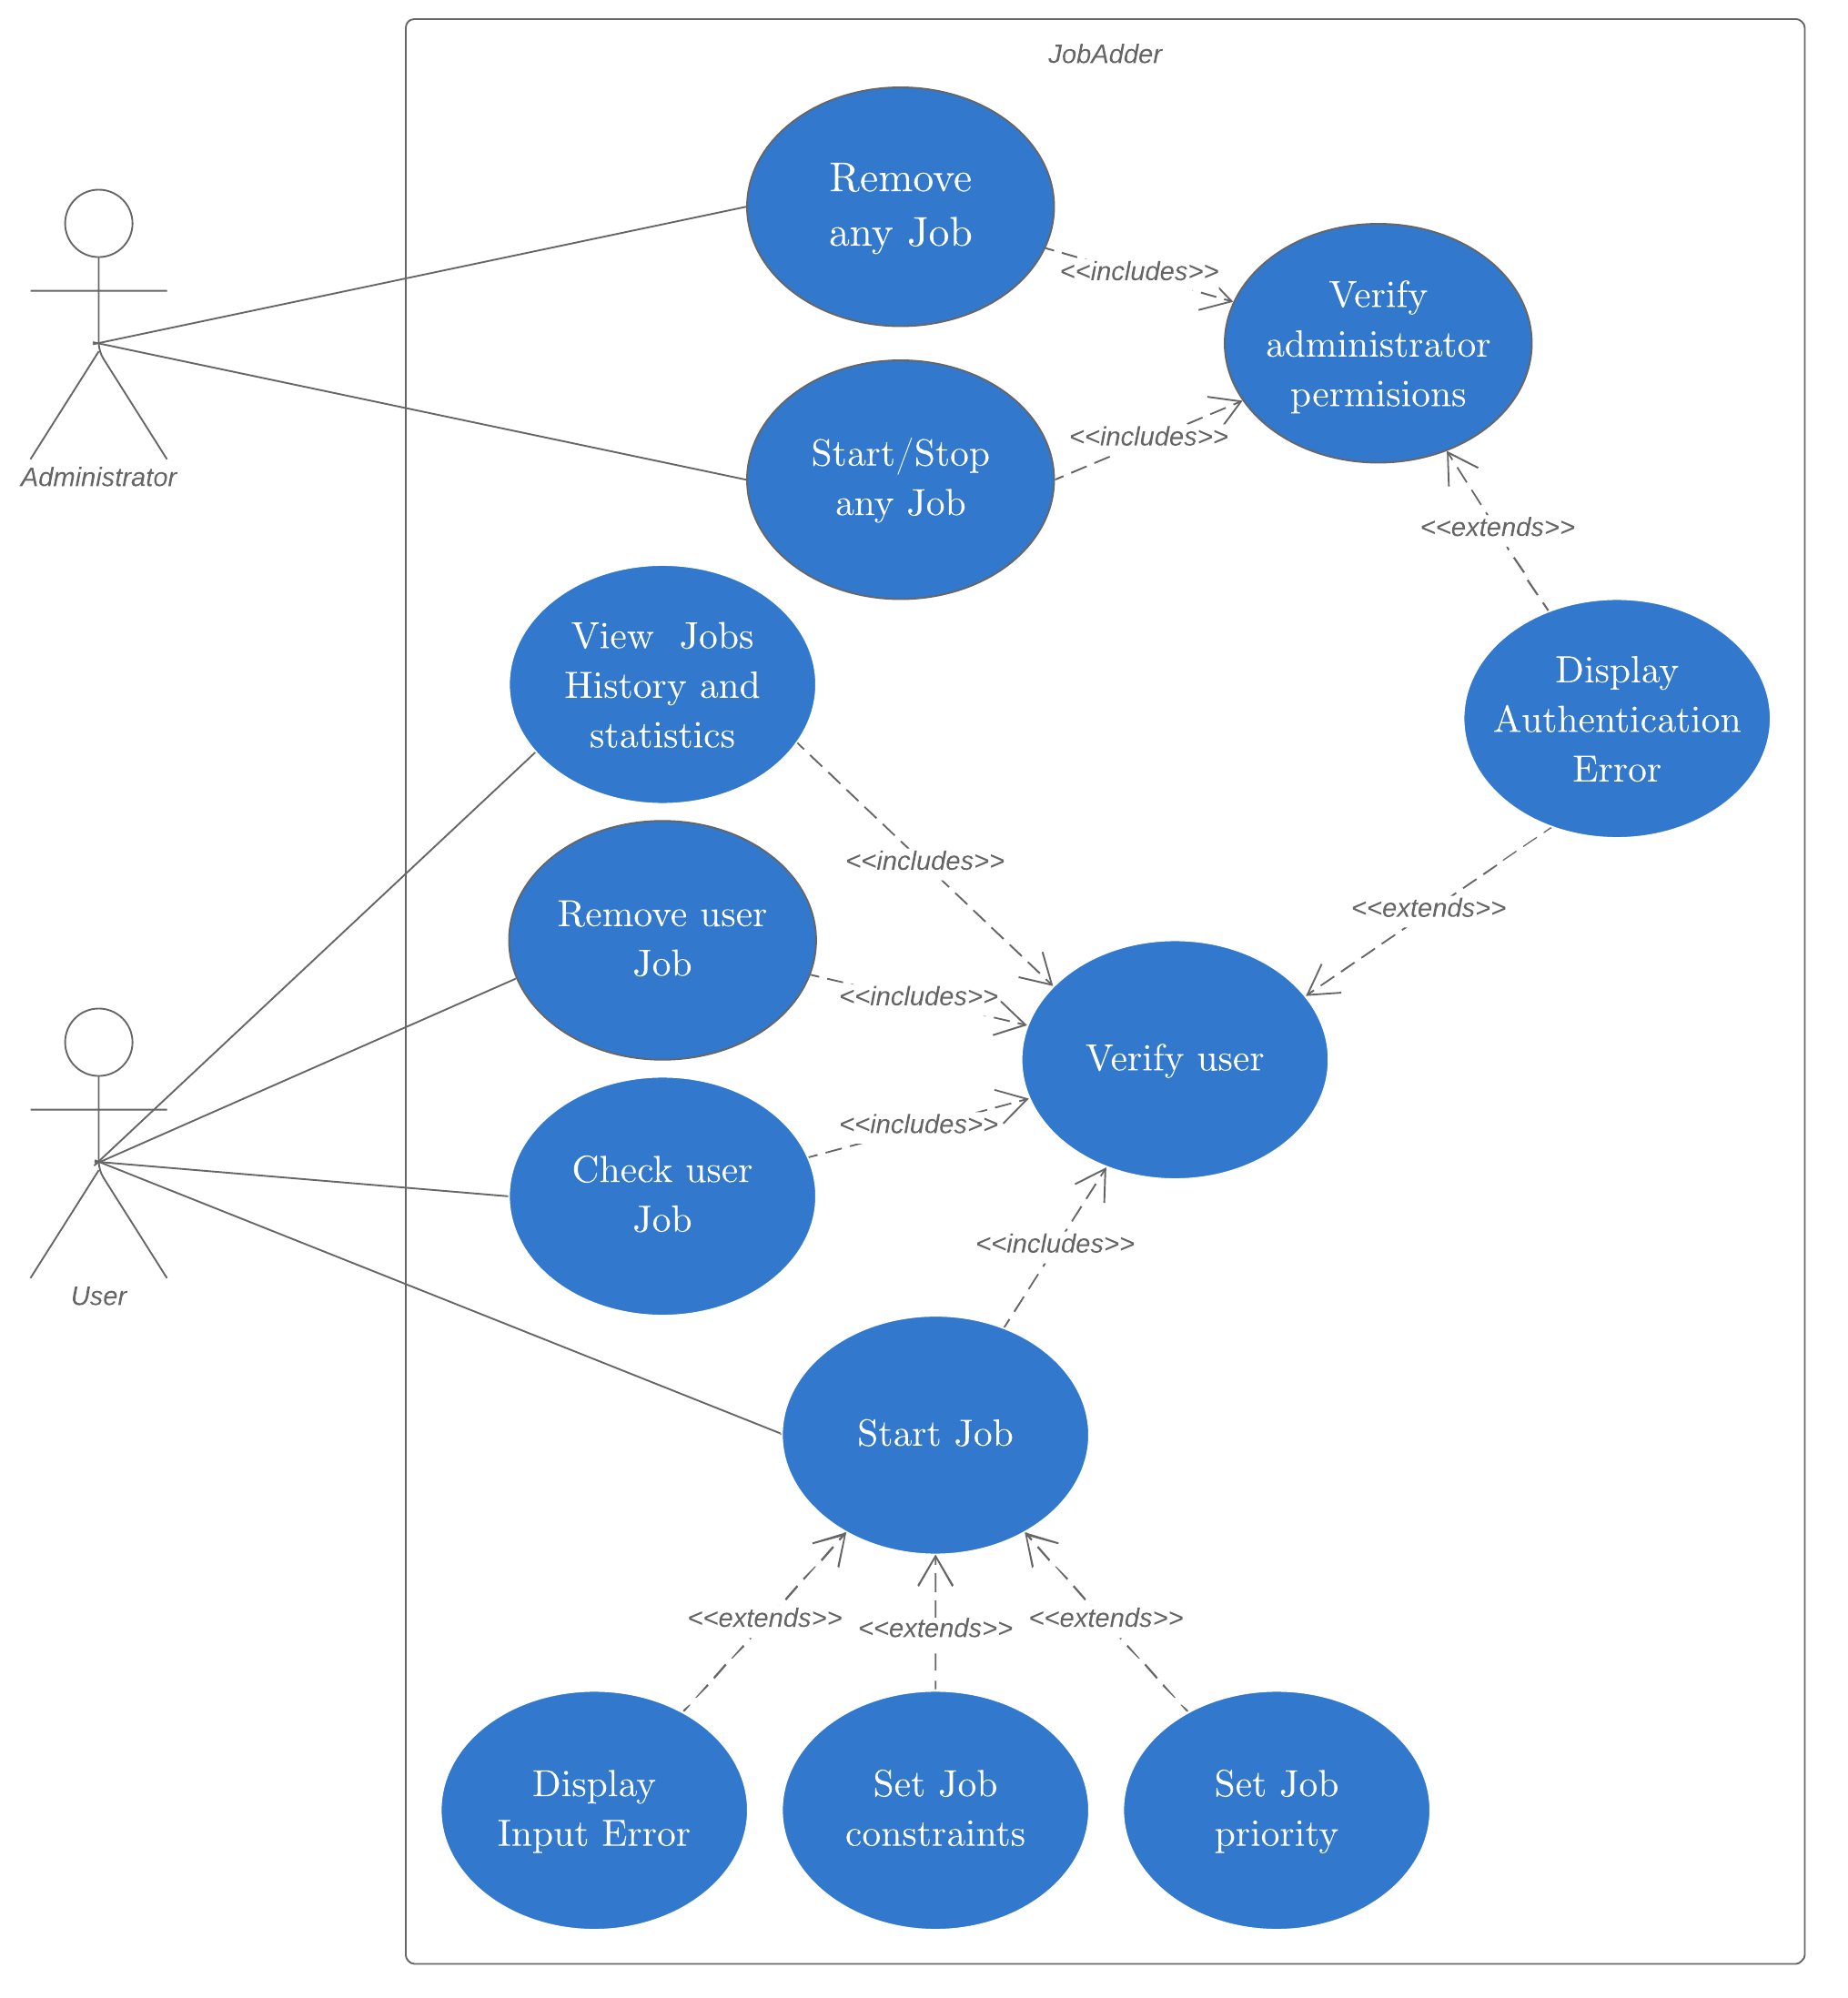 JobAdder
Remove
any Job
<<includes>>
Verify
administrator
permisions
Administrator
Start/Stop
any Job
<<includes>>
<<extends>>
View  Jobs
History and
statistics
Display
Authentication
Error
<<includes>>
<<extends>>
Remove user
Job
<<includes>>
Verify user
<<includes>>
Check user
Job
<<includes>>
User
Start Job
<<extends>>
<<extends>>
<<extends>>
Display
Input Error
Set Job
constraints
Set Job
priority